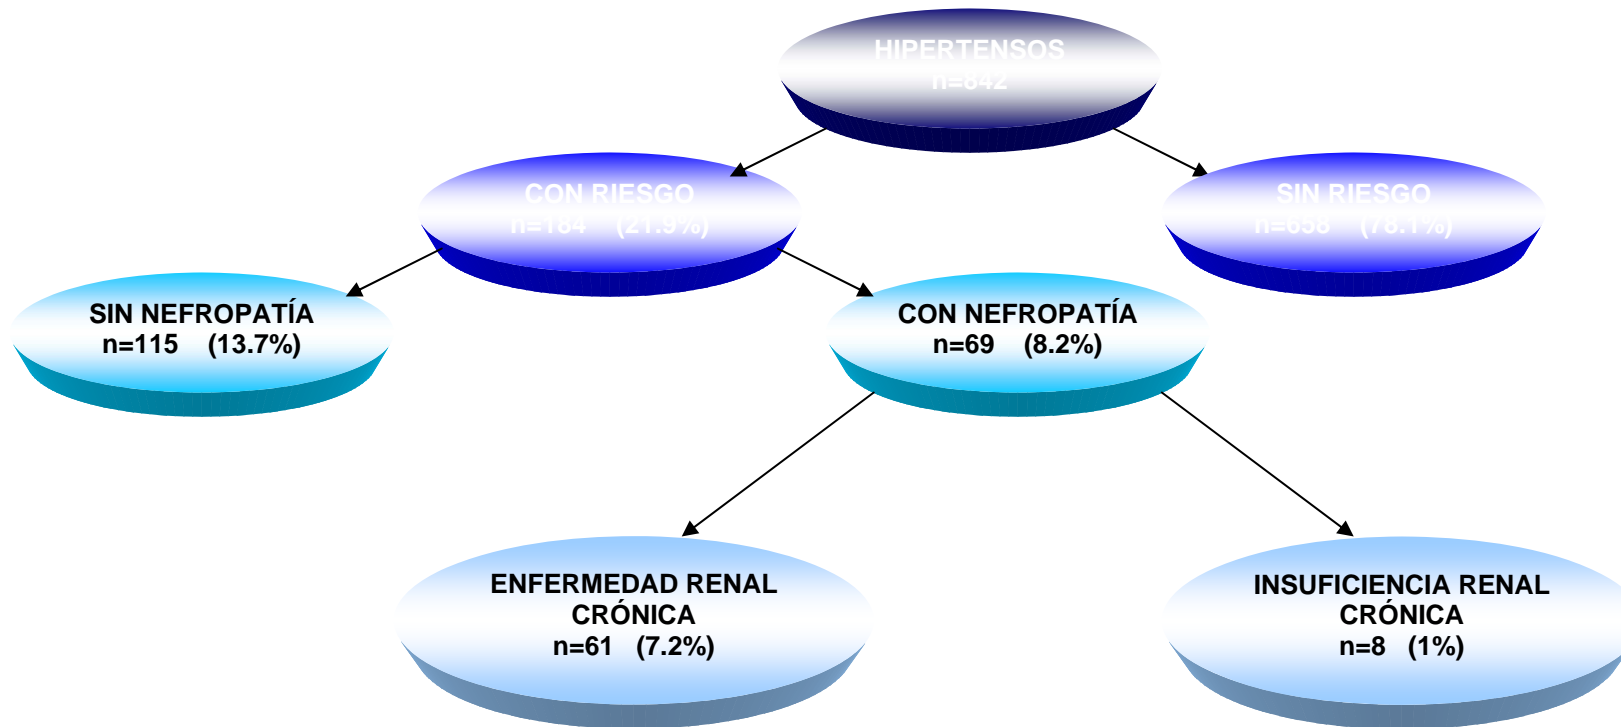 HIPERTENSOS
n=842
CON RIESGO
n=184 (21.9%)
SIN RIESGO
n=658 (78.1%)
SIN NEFROPATÍA
n=115 (13.7%)
CON NEFROPATÍA
n=69 (8.2%)
ENFERMEDAD RENAL
CRÓNICA
n=61 (7.2%)
INSUFICIENCIA RENAL
CRÓNICA
n=8 (1%)